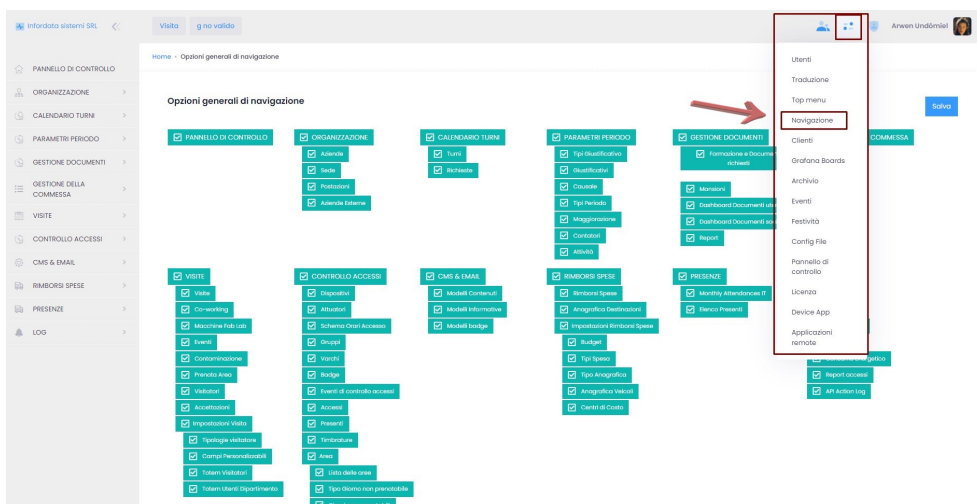 Infordata sistemi SRL
Visita
g no valido
Arwen Undómiel
Home • Opzioni generali di navigazione
PANNELLO DI CONTROLLO
ORGANIZZAZIONE
CALENDARIO TURNI
PARAMETRI PERIODO
GESTIONE DOCUMENTI
GESTIONE DELLA
COMMESSA
VISITE
CONTROLLO ACCESSI
CMS & EMAIL
RIMBORSI SPESE
PRESENZE
LOG
Opzioni generali di navigazione
Salva
PANNELLO DI CONTROLLO
ORGANIZZAZIONE
Aziende
Sede
Postazioni
Aziende Esterne
CALENDARIO TURNI
Turni
Richieste
PARAMETRI PERIODO
Tipi Giustificativo
Giustificativi
Causale
Tipi Periodo
Maggiorazione
Contatori
Attività
GESTIONE DOCUMENTI
Formazione e Docume
richiesti
Mansioni
Dashboard Documenti ute
Dashboard Documenti so
Report
COMMESSA
VISITE
Visite
Co-working
Macchine Fab Lab
Eventi
Contaminazione
Prenota Area
Visitatori
Accettazioni
Impostazioni Visita
Tipologie visitatore
Campi Personalizzabili
Totem Visitatori
Totem Utenti Dipartimento
CONTROLLO ACCESSI
Dispositivi
Attuatori
Schema Orari Accesso
Gruppi
Varchi
Badge
Eventi di controllo accessi
Accessi
Presenti
Timbrature
Area
Lista delle aree
Tipo Giorno non prenotabile
CMS & EMAIL
Modelli Contenuti
Modelli Informative
Modelli badge
RIMBORSI SPESE
Rimborsi Spese
Anagrafica Destinazioni
Impostazioni Rimborsi Spese
Budget
Tipi Spesa
Tipo Anagrafica
Anagrafica Veicoli
Centri di Costo
PRESENZE
Monthly Attendances IT
Elenco Presenti
Report accessi
API Action Log
Utenti
Traduzione
Top menu
Navigazione
Clienti
Grafana Boards
Archivio
Eventi
Festività
Config File
Pannello di
controllo
Licenza
Device App
Applicazioni
remote